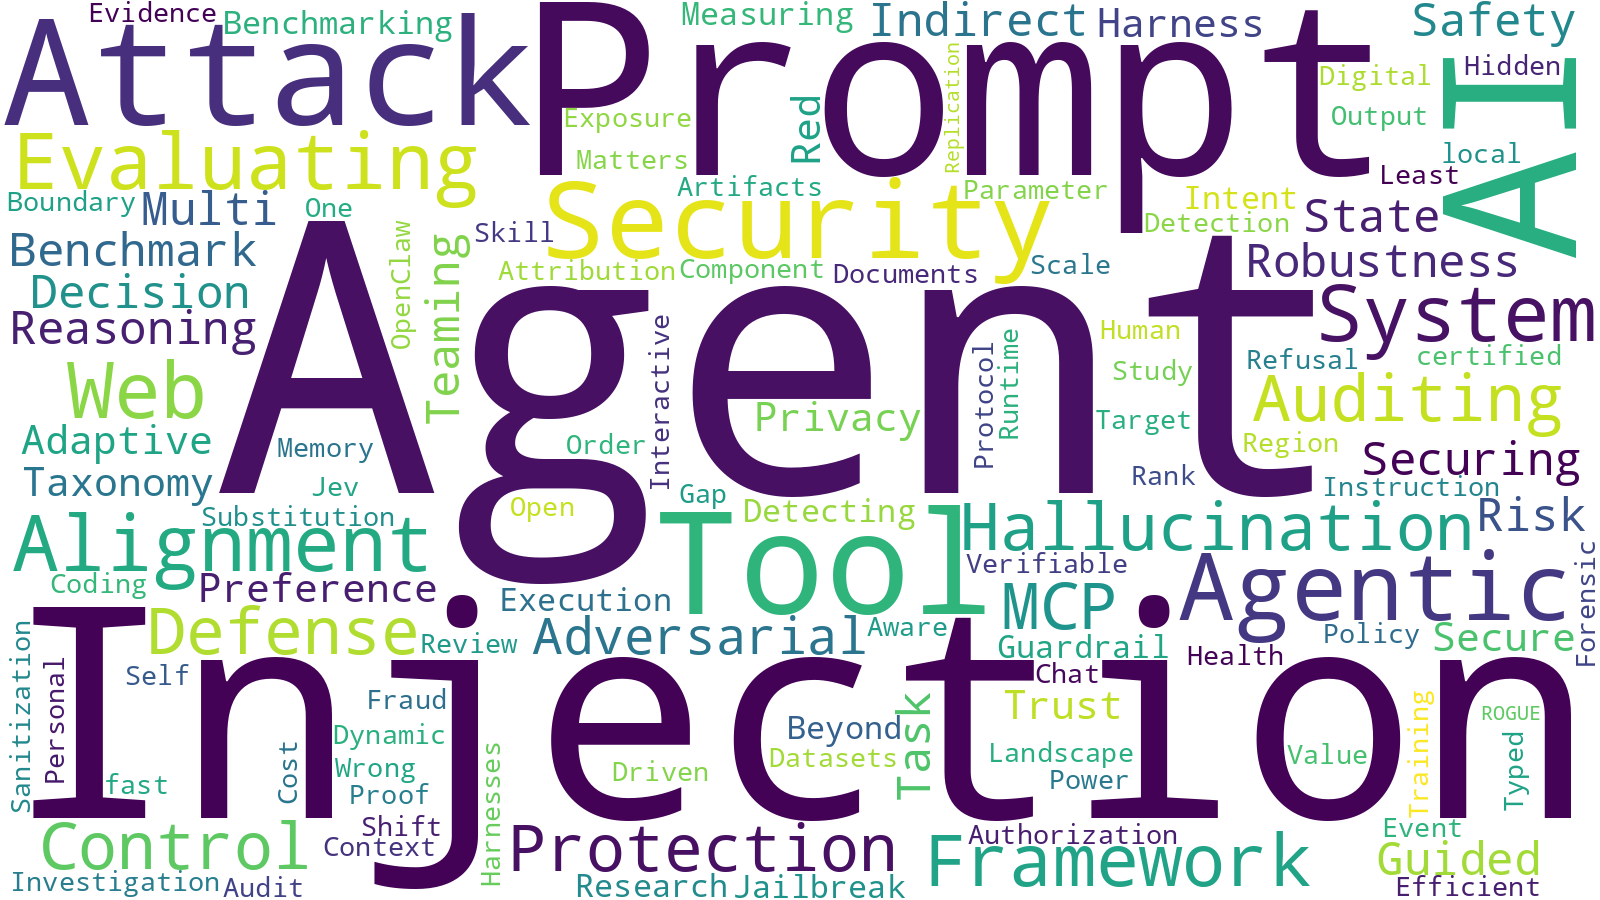 Evidence
Benchmarking
Attack
Prompt
Measuring
Indirect
Harness
Safety
Hidden
Digital
Output
AI
Exposure
Matters
Red
Replication
local
Least
Evaluating
Security
Artifacts
Parameter
Intent
Detection
State
Boundary
Multi
One
Skill
Benchmark
OpenClaw
Teaming
Attribution
Component
Documents
Scale
Robustness
Decision
System
Reasoning
Agent
Interactive
Protocol
Runtime
Human
Study
Refusal
certified
Web
Privacy
Target
Auditing
Adaptive
Memory
Order
Region
Rank
Securing
Taxonomy
Jev
Gap
Open
Instruction
Substitution
Detecting
Tool
Hallucination
Risk
Alignment
Verifiable
Coding
Preference
Execution
MCP
Agentic
Forensic
Defense
Review
Adversarial
Aware
Guardrail
Policy
Secure
Injection
Sanitization
Personal
Self
Chat
Health
Fraud
Beyond
Task
Trust
Training
ROGUE
Dynamic
Wrong
Cost
fast
Proof
Harnesses
Driven
Datasets
Landscape
Power
Value
Typed
Shift
Context
Control
Protection
Authorization
Framework
Event
Guided
Investigation
Audit
Research
Jailbreak
Efficient